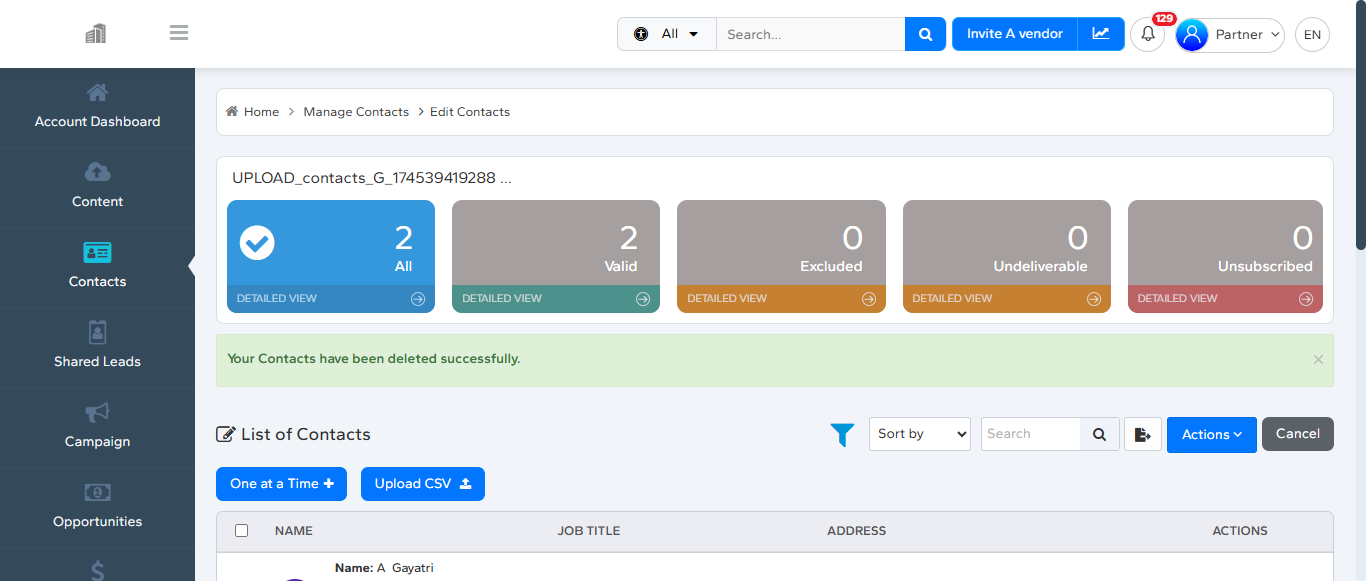 All
Search...
Invite A vendor
129
Partner
EN
Account Dashboard
Content
Contacts
Shared Leads
Campaign
Opportunities
Home > Manage Contacts > Edit Contacts
UPLOAD_contacts_G_174539419288 ...
2
All
DETAILED VIEW
2
Valid
DETAILED VIEW
0
Excluded
DETAILED VIEW
0
Undeliverable
DETAILED VIEW
0
Unsubscribed
DETAILED VIEW
Your Contacts have been deleted successfully. ×
List of Contacts
Sort by
Search
Actions
Cancel
One at a Time +
Upload CSV
NAME JOB TITLE ADDRESS ACTIONS
Name: A Gayatri